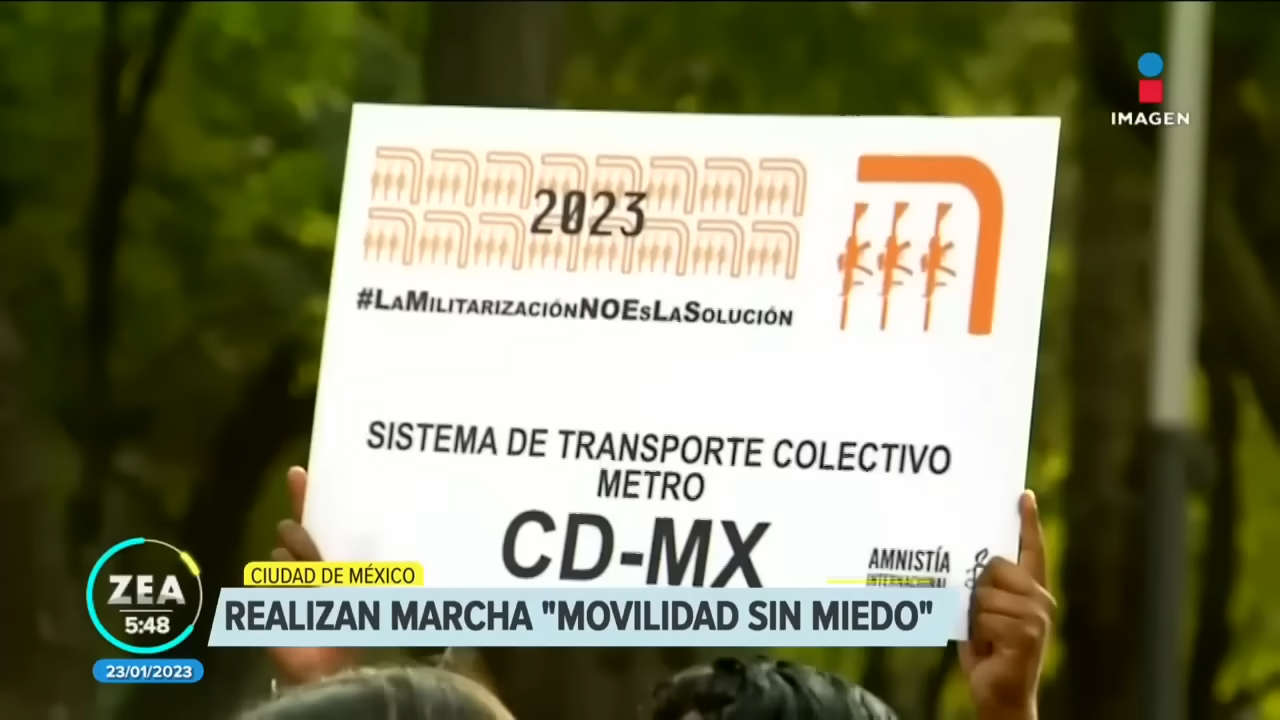 IMAGEN
2023
#LAMILITARIZACIÓNNOESLASOLUCIÓN
SISTEMA DE TRANSPORTE COLECTIVO
METRO
CD-MX
AMNISTÍA
INTERNACIONAL
CIUDAD DE MÉXICO
REALIZAN MARCHA "MOVILIDAD SIN MIEDO"
ZEA
5:48
23/01/2023